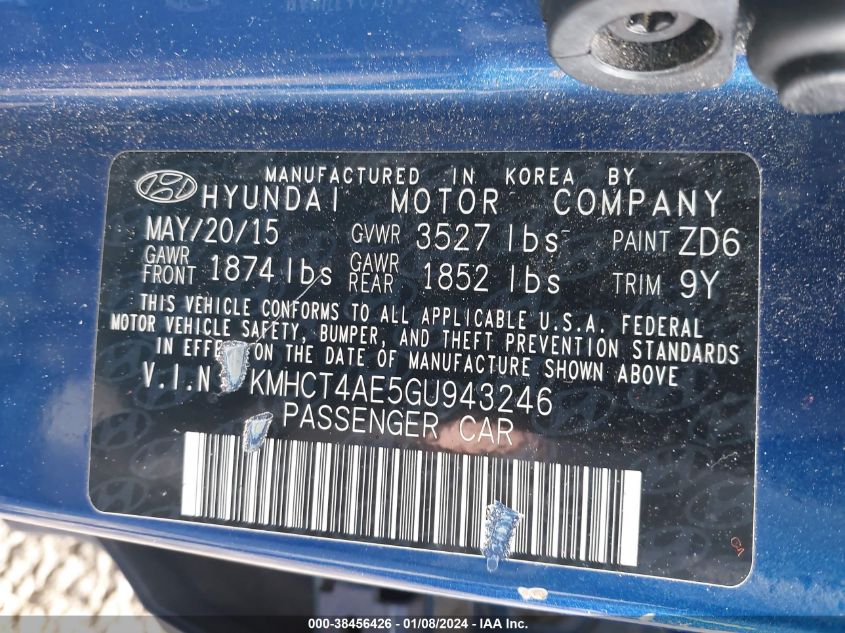 MANUFACTURED IN KOREA BY
HYUNDAI MOTOR COMPANY
MAY/20/15 GVWR 3527 lbs PAINT ZD6
GAWR FRONT 1874 lbs GAWR REAR 1852 lbs TRIM 9Y
THIS VEHICLE CONFORMS TO ALL APPLICABLE U.S.A. FEDERAL
MOTOR VEHICLE SAFETY, BUMPER, AND THEFT PREVENTION STANDARDS
IN EFFECT ON THE DATE OF MANUFACTURE SHOWN ABOVE
V.I.N KMHCT4AE5GU943246
PASSENGER CAR
000-38456426 - 01/08/2024 - IAA Inc.